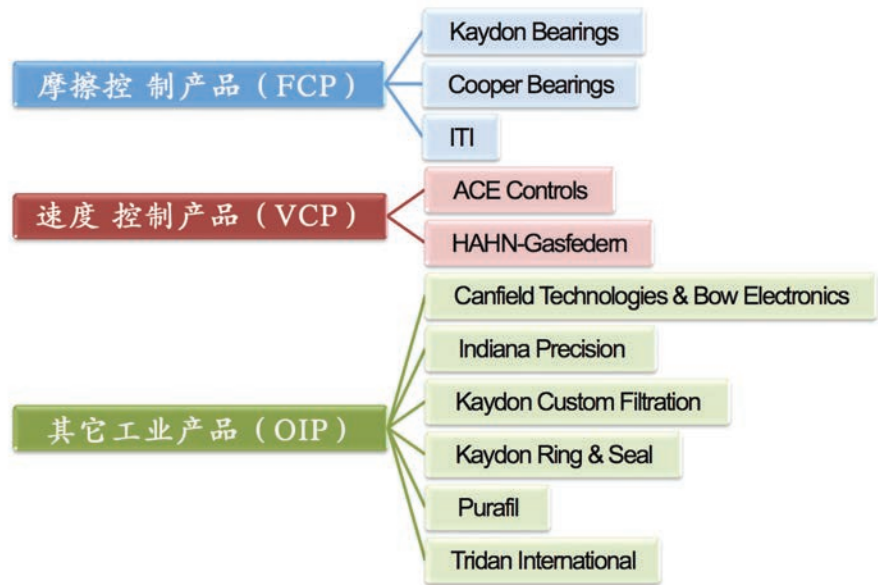 摩擦控 制产品（FCP）
Kaydon Bearings
Cooper Bearings
ITI
速度 控制产品（VCP）
ACE Controls
HAHN-Gasfedern
其它工业产品（OIP）
Canfield Technologies & Bow Electronics
Indiana Precision
Kaydon Custom Filtration
Kaydon Ring & Seal
Purafil
Tridan International